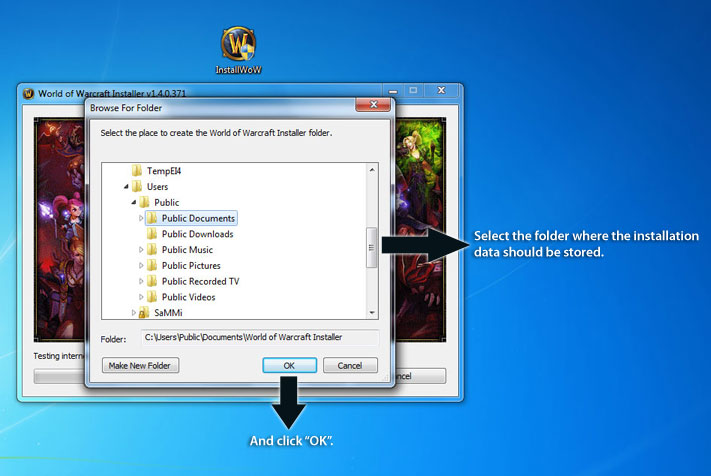 InstallWoW
World of Warcraft Installer v1.4.0.371
Browse For Folder
Select the place to create the World of Warcraft Installer folder.
TempEI4
Users
Public
Public Documents
Public Downloads
Public Music
Public Pictures
Public Recorded TV
Public Videos
SaMMi
Select the folder where the installation
data should be stored.
Folder: C:\Users\Public\Documents\World of Warcraft Installer
Testing intern
Make New Folder OK Cancel
ancel
And click “OK”.